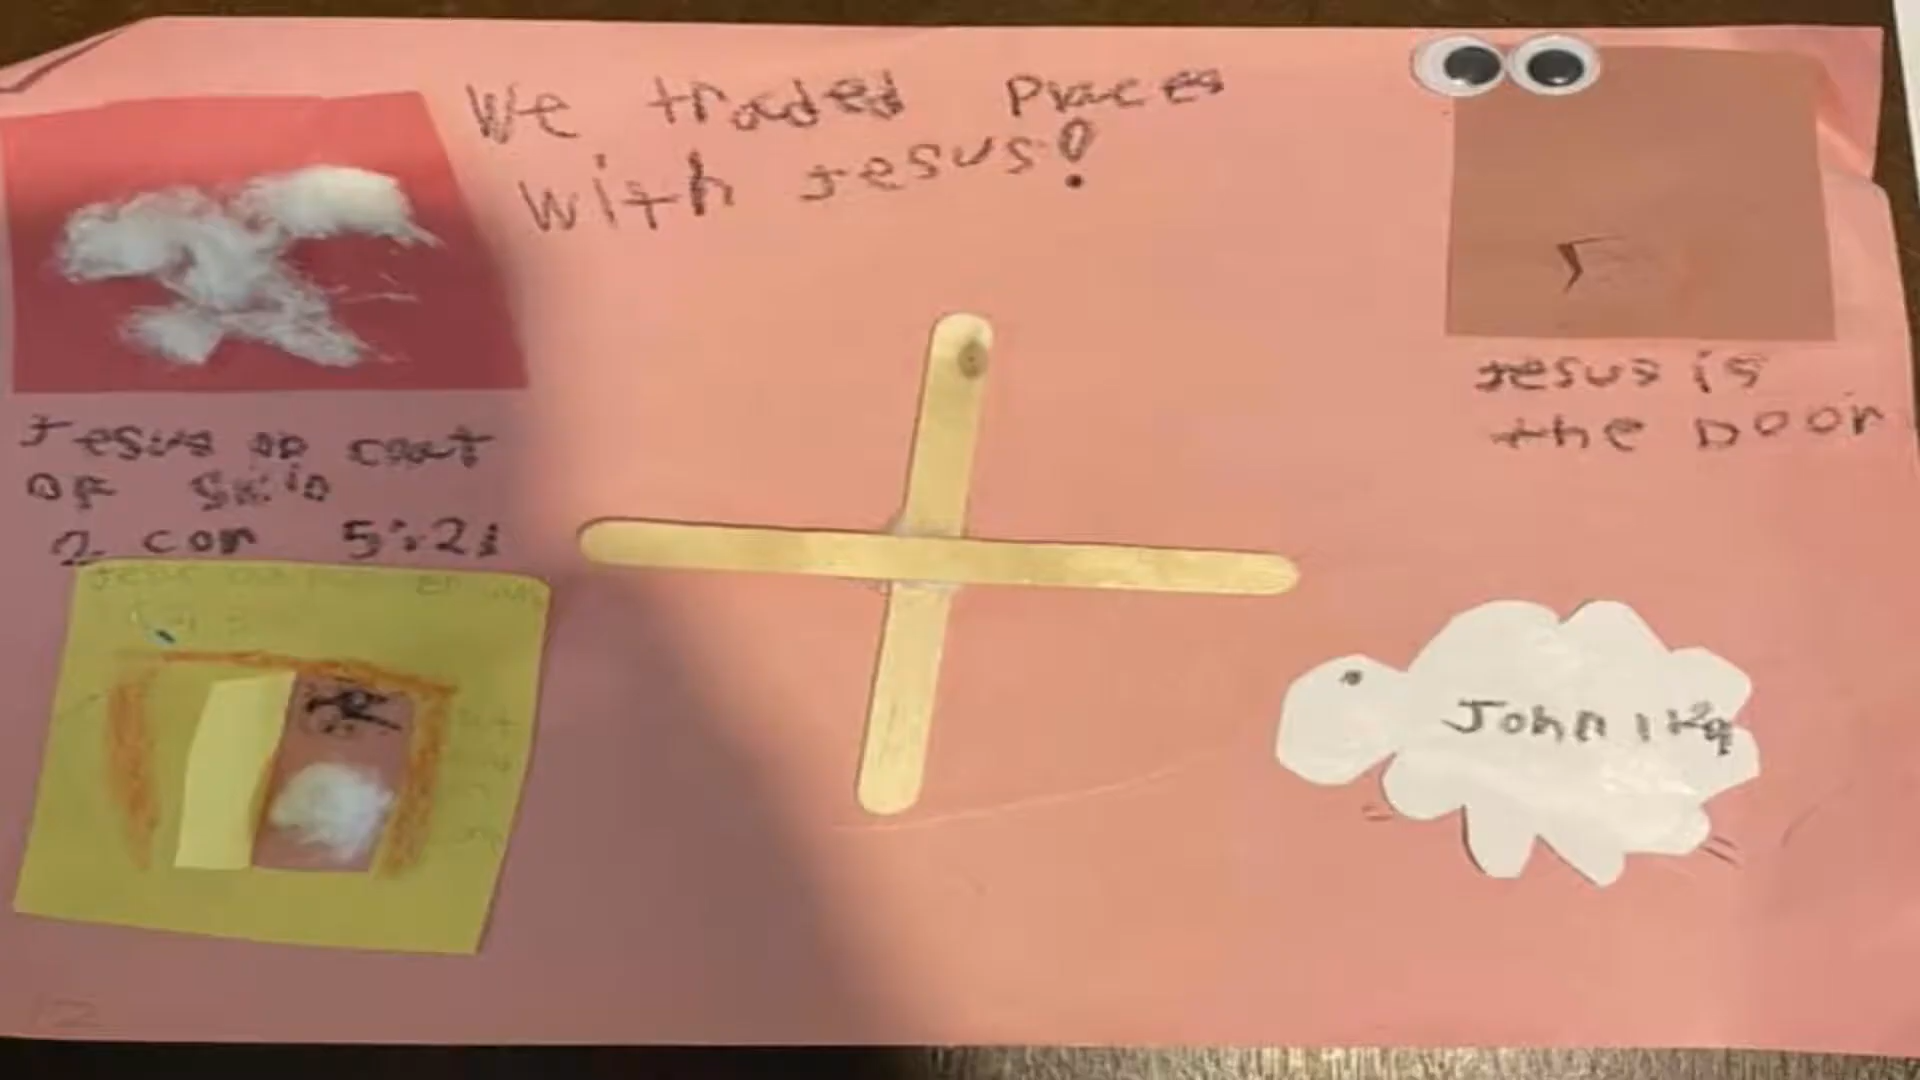 We traded Places
with Jesus!
Jesus is
the Door
Jesus coat
OF Skin
2 cor 5:21
John 1:29